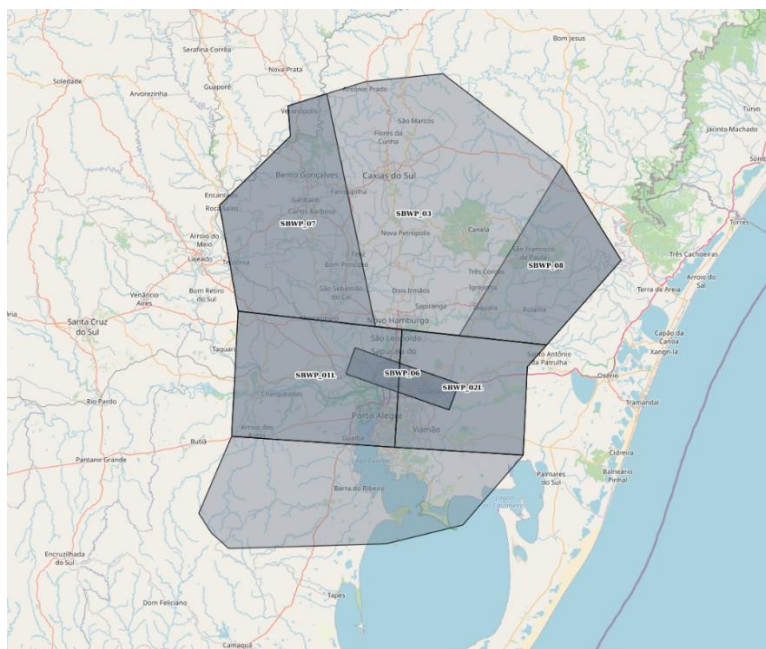 Bom Jesus
Serafina Corrêa
Nova Prata
Soledade
Guaporé
Arvorezinha
Antônio Prado
Turvo
Veranópolis
São Marcos
Jacinto Machado
Flores da
Cunha
Bento Gonçalves
Caxias do Sul
Farroupilha
Garibaldi
Roca Sales
Carlos Barbosa
SBWP_03
SBWP_07
Torres
Nova Petrópolis
Canela
Arroio do
Meio
São Francisco
de Paula
Lajeado
Três Cachoeiras
Feliz
Bom Princípio
SBWP_08
Três Coroas
Arroio do
Sal
Terra de Areia
Venâncio
Aires
Bom Retiro
do Sul
São Sebastião
do Caí
Dois Irmãos
Igrejinha
Sapiranga
Taquara
Rolante
Santa Cruz
do Sul
Novo Hamburgo
Capão da
Canoa
São Leopoldo
Taquari
Sapucaia do
Xangri-lá
Santo Antônio
da Patrulha
SBWP_01L
SBWP_06
Osório
SBWP_02L
Charqueadas
Tramandaí
Rio Pardo
Porto Alegre
Arroio dos
Viamão
Butiá
Guaíba
Cidreira
Pantano Grande
Balneário
Pinhal
Palmares
do Sul
Barra do Ribeiro
Encruzilhada
do Sul
Tapes
Dom Feliciano
Camaquã